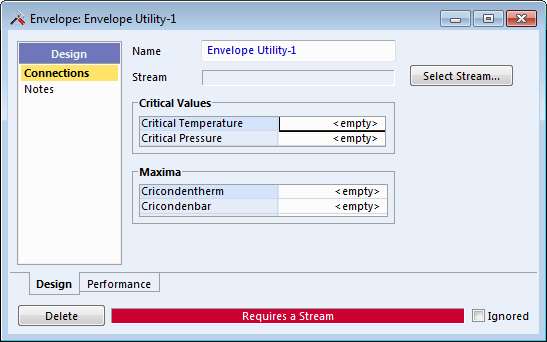 Envelope: Envelope Utility-1
Design
Connections
Notes
Name Envelope Utility-1
Stream Select Stream...
Critical Values
Critical Temperature <empty>
Critical Pressure <empty>
Maxima
Cricondentherm <empty>
Cricondenbar <empty>
Design Performance
Delete Requires a Stream Ignored